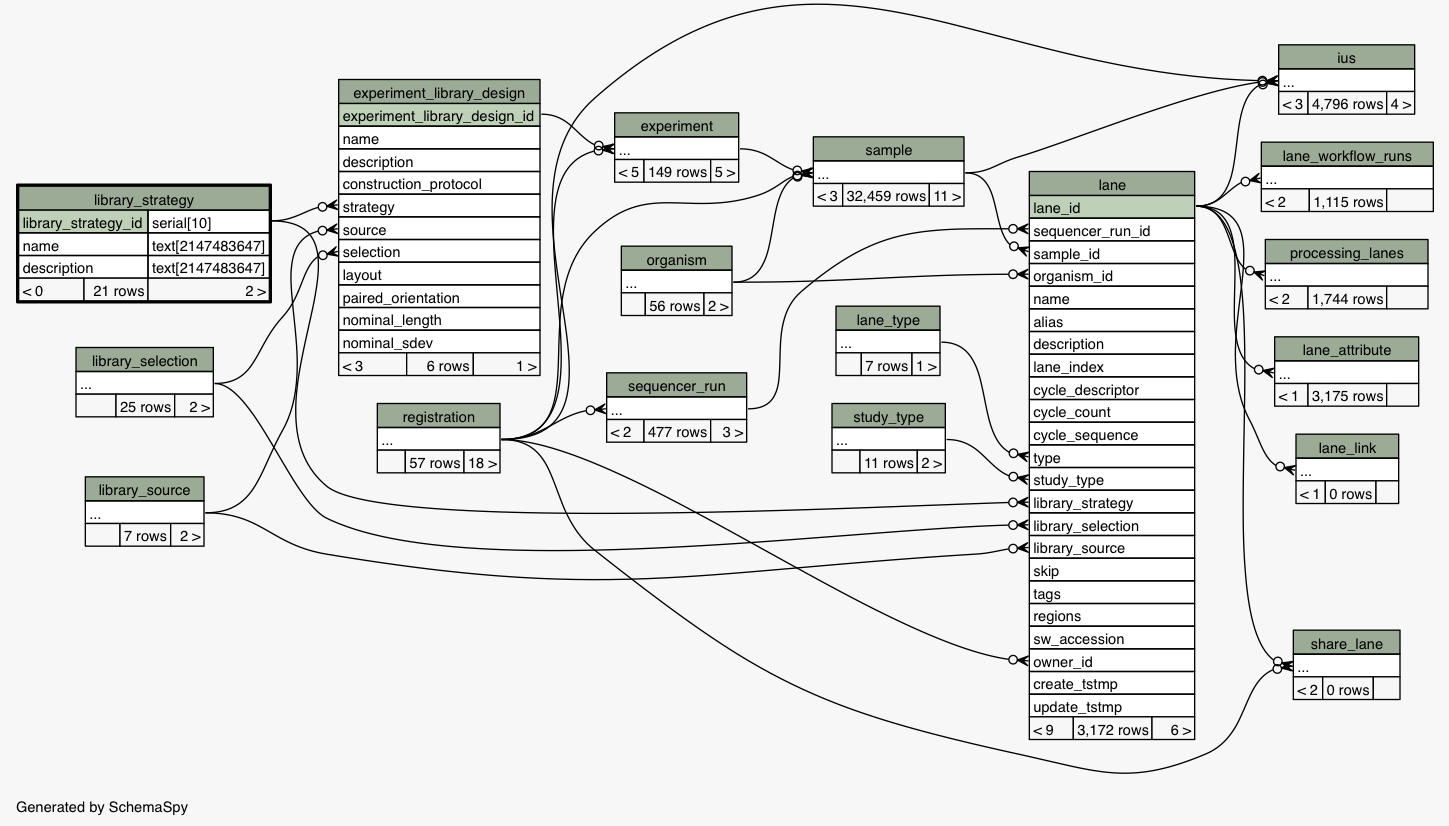 library_strategy
library_strategy_id serial[10]
name text[2147483647]
description text[2147483647]
< 0 21 rows 2 >
library_selection
...
25 rows 2 >
library_source
...
7 rows 2 >
experiment_library_design
experiment_library_design_id
name
description
construction_protocol
strategy
source
selection
layout
paired_orientation
nominal_length
nominal_sdev
< 3 6 rows 1 >
registration
...
57 rows 18 >
experiment
...
< 5 149 rows 5 >
organism
...
56 rows 2 >
sequencer_run
...
< 2 477 rows 3 >
sample
...
< 3 32,459 rows 11 >
lane_type
...
7 rows 1 >
study_type
...
11 rows 2 >
lane
lane_id
sequencer_run_id
sample_id
organism_id
name
alias
description
lane_index
cycle_descriptor
cycle_count
cycle_sequence
type
study_type
library_strategy
library_selection
library_source
skip
tags
regions
sw_accession
owner_id
create_tstmp
update_tstmp
< 9 3,172 rows 6 >
ius
...
< 3 4,796 rows 4 >
lane_workflow_runs
...
< 2 1,115 rows
processing_lanes
...
< 2 1,744 rows
lane_attribute
...
< 1 3,175 rows
lane_link
...
< 1 0 rows
share_lane
...
< 2 0 rows
Generated by SchemaSpy